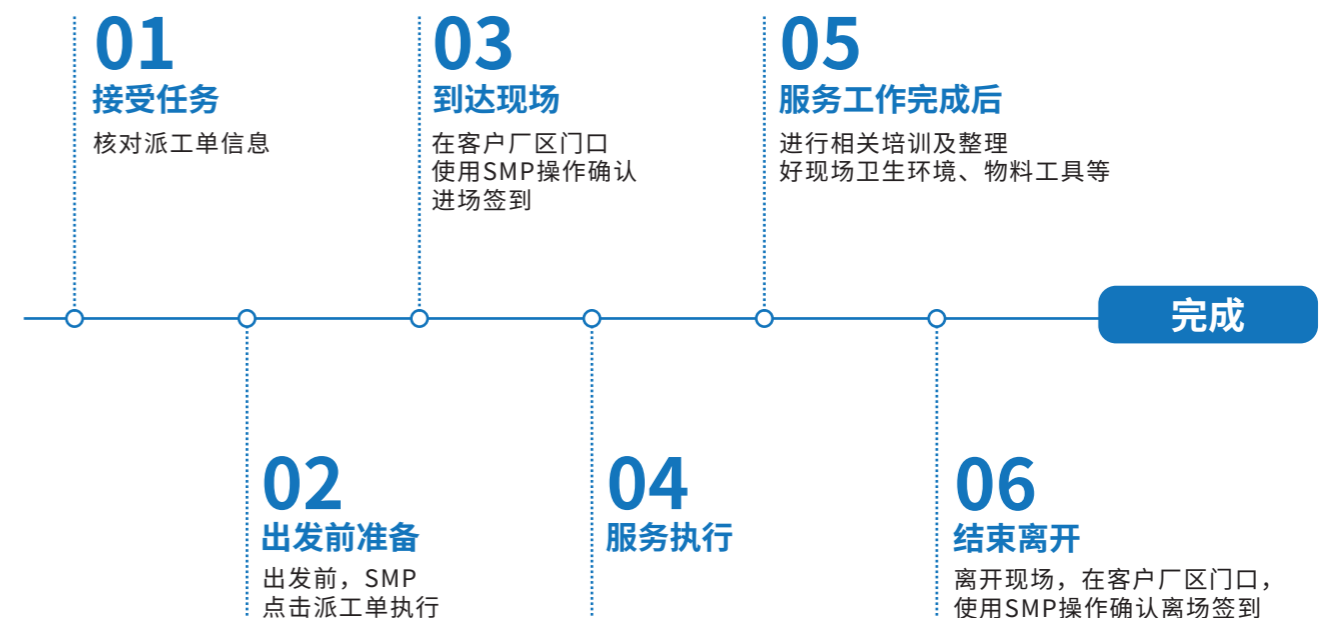 01
接受任务
核对派工单信息
03
到达现场
在客户厂区门口
使用SMP操作确认
进场签到
05
服务工作完成后
进行相关培训及整理
好现场卫生环境、物料工具等
完成
02
出发前准备
出发前，SMP
点击派工单执行
04
服务执行
06
结束离开
离开现场，在客户厂区门口，
使用SMP操作确认离场签到